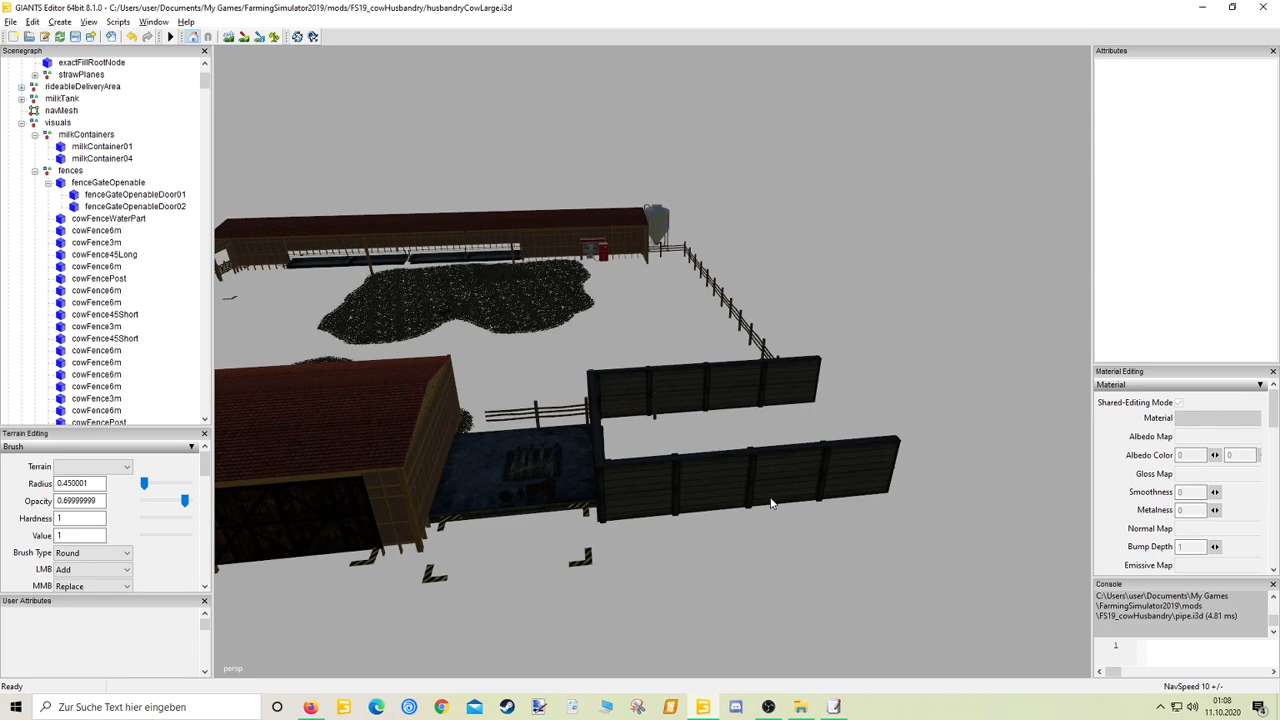 GIANTS Editor 64bit 8.1.0 - C:/Users/user/Documents/My Games/FarmingSimulator2019/mods/FS19_cowHusbandry/husbandryCowLarge.i3d
File Edit Create View Scripts Window Help
Scenegraph
exactFillRootNode
strawPlanes
rideableDeliveryArea
milkTank
navMesh
visuals
milkContainers
milkContainer01
milkContainer04
fences
fenceGateOpenable
fenceGateOpenableDoor01
fenceGateOpenableDoor02
cowFenceWaterPart
cowFence6m
cowFence3m
cowFence45Long
cowFence6m
cowFencePost
cowFence6m
cowFence6m
cowFence45Short
cowFence3m
cowFence45Short
cowFence6m
cowFence6m
cowFence6m
cowFence6m
cowFence3m
cowFence6m
cowFencePost
Terrain Editing
Brush
Terrain
Radius 0.450001
Opacity 0.69999999
Hardness 1
Value 1
Brush Type Round
LMB Add
MMB Replace
User Attributes
persp
Attributes
Material Editing
Material
Shared-Editing Mode
Material
Albedo Map
Albedo Color 0 0
Gloss Map
Smoothness 0
Metalness 0
Normal Map
Bump Depth 1
Emissive Map
Console
C:\Users\user\Documents\My Games
\FarmingSimulator2019\mods
\FS19_cowHusbandry\pipe.i3d (4.81 ms)
1
Ready
NavSpeed 10 +/-
Zur Suche Text hier eingeben
01:08
11.10.2020